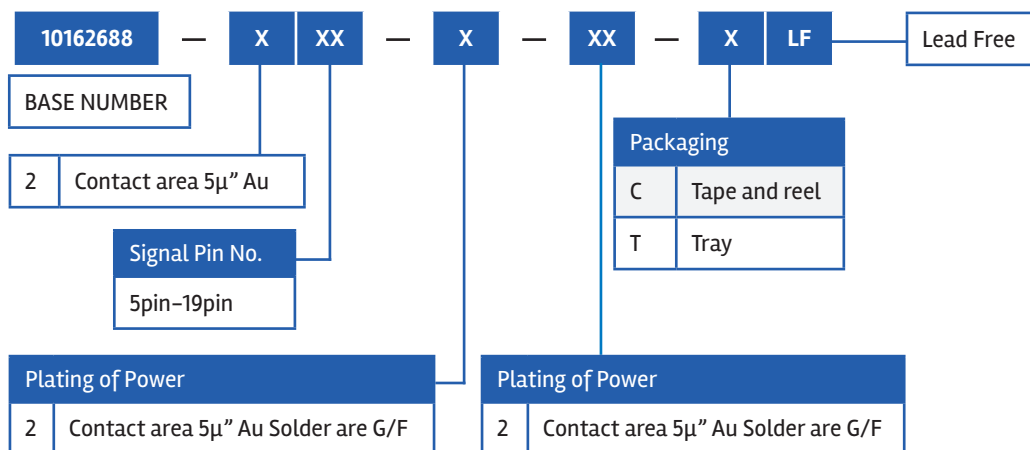 10162688 — X XX — X — XX — X LF Lead Free
BASE NUMBER
2 Contact area 5µ” Au
Signal Pin No.
5pin–19pin
Packaging
C Tape and reel
T Tray
Plating of Power
2 Contact area 5µ” Au Solder are G/F
Plating of Power
2 Contact area 5µ” Au Solder are G/F